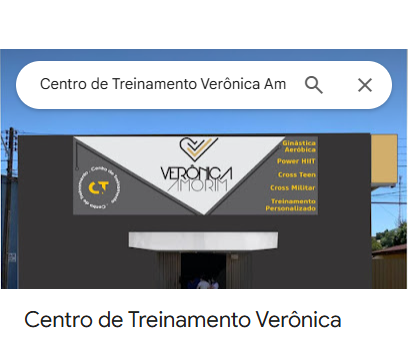 Centro de Treinamento Verônica Am
Ginástica
Aeróbica
Power HIIT
VERÔNICA
AMORIM
Cross Teen
CT
Cross Militar
Treinamento
Personalizado
Centro de Treinamento Verônica